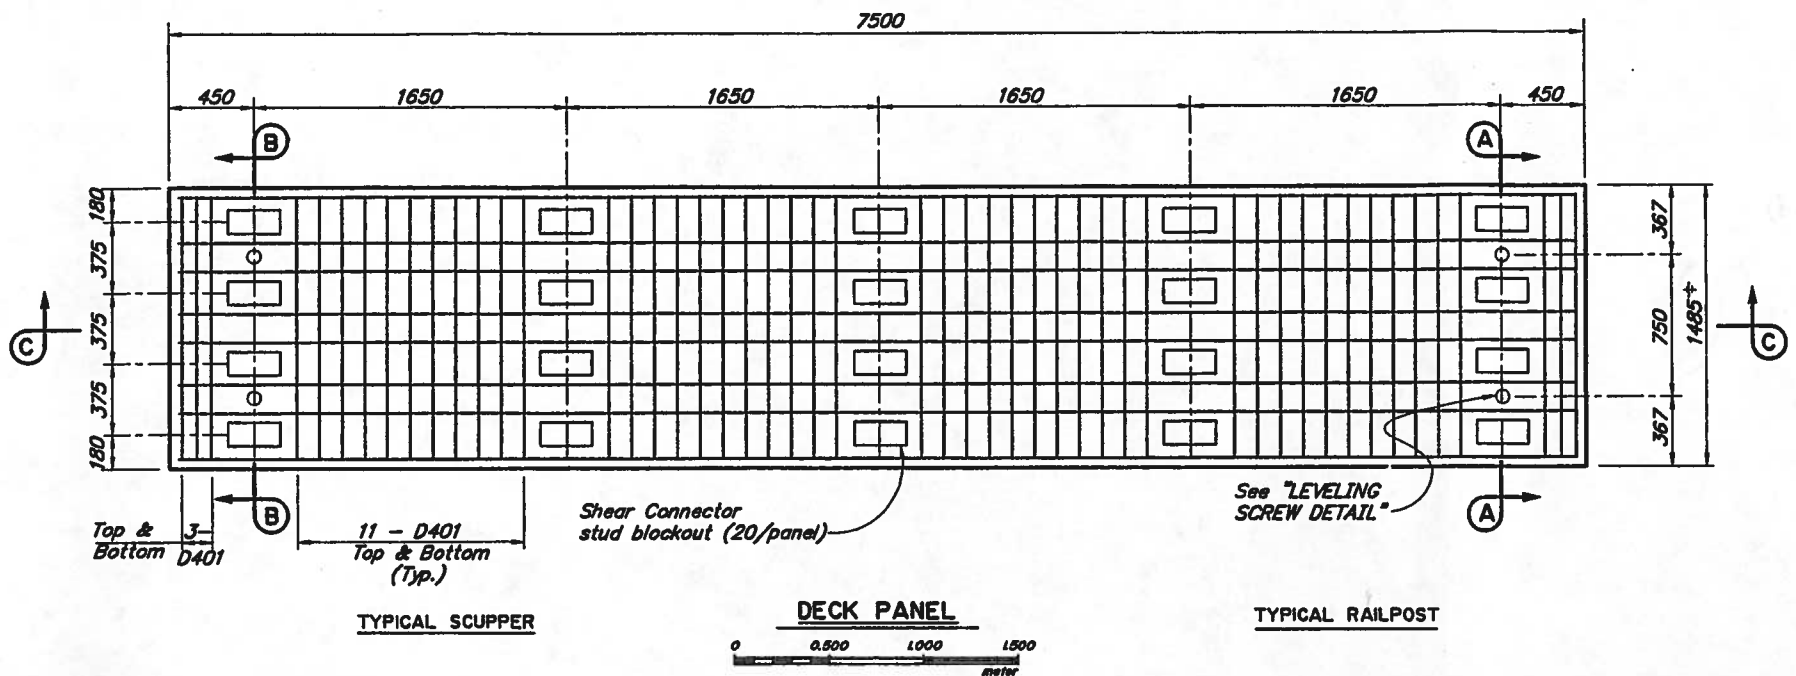 7500
450
1650
1650
1650
1650
450
B
A
180
375
375
375
180
367
750
367
1485±
C
C
B
A
Top &
Bottom
3-
D401
11 - D401
Top & Bottom
(Typ.)
Shear Connector
stud blockout (20/panel)
See "LEVELING
SCREW DETAIL"
TYPICAL SCUPPER
DECK PANEL
TYPICAL RAILPOST
0 0.500 1.000 1.500
meter